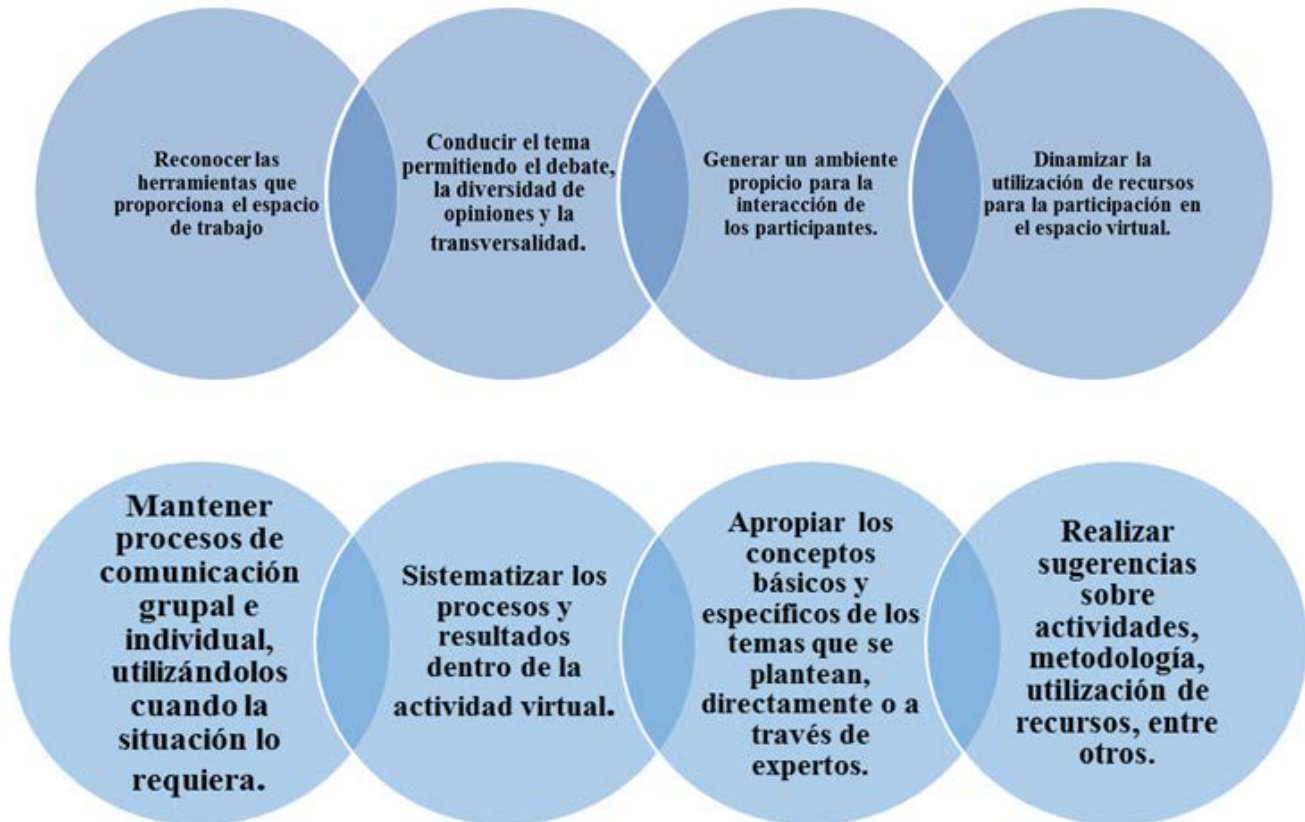 Reconocer las
herramientas que
proporciona el espacio
de trabajo
Conducir el tema
permitiendo el debate,
la diversidad de
opiniones y la
transversalidad.
Generar un ambiente
propicio para la
interacción de
los participantes.
Dinamizar la
utilización de recursos
para la participación en
el espacio virtual.
Mantener
procesos de
comunicación
grupal e
individual,
utilizándolos
cuando la
situación lo
requiera.
Sistematizar los
procesos y
resultados
dentro de la
actividad virtual.
Apropiar los
conceptos
básicos y
específicos de los
temas que se
plantean,
directamente o a
través de
expertos.
Realizar
sugerencias
sobre
actividades,
metodología,
utilización de
recursos, entre
otros.